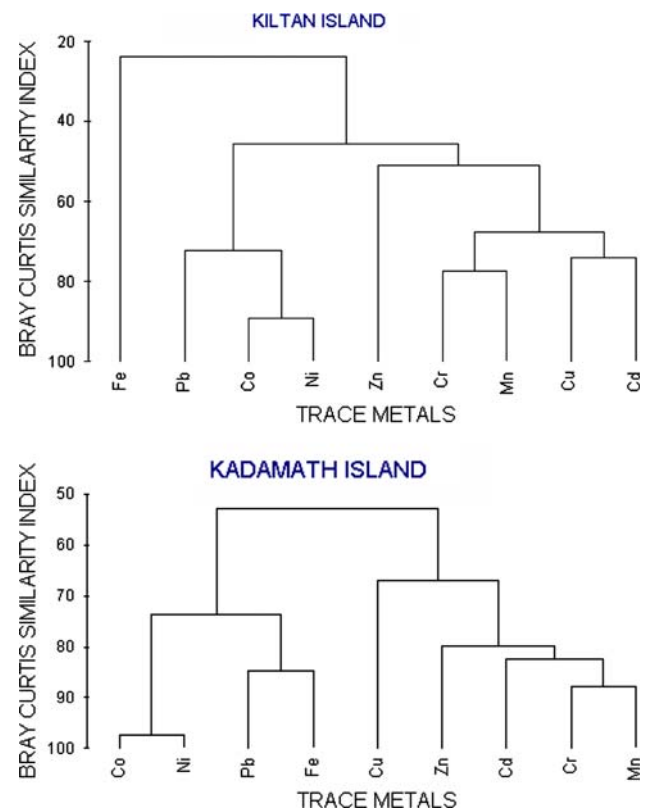 KILTAN ISLAND
BRAY CURTIS SIMILARITY INDEX
20
40
60
80
100
Fe Pb Co Ni Zn Cr Mn Cu Cd
TRACE METALS
KADAMATH ISLAND
BRAY CURTIS SIMILARITY INDEX
50
60
70
80
90
100
Co Ni Pb Fe Cu Zn Cd Cr Mn
TRACE METALS